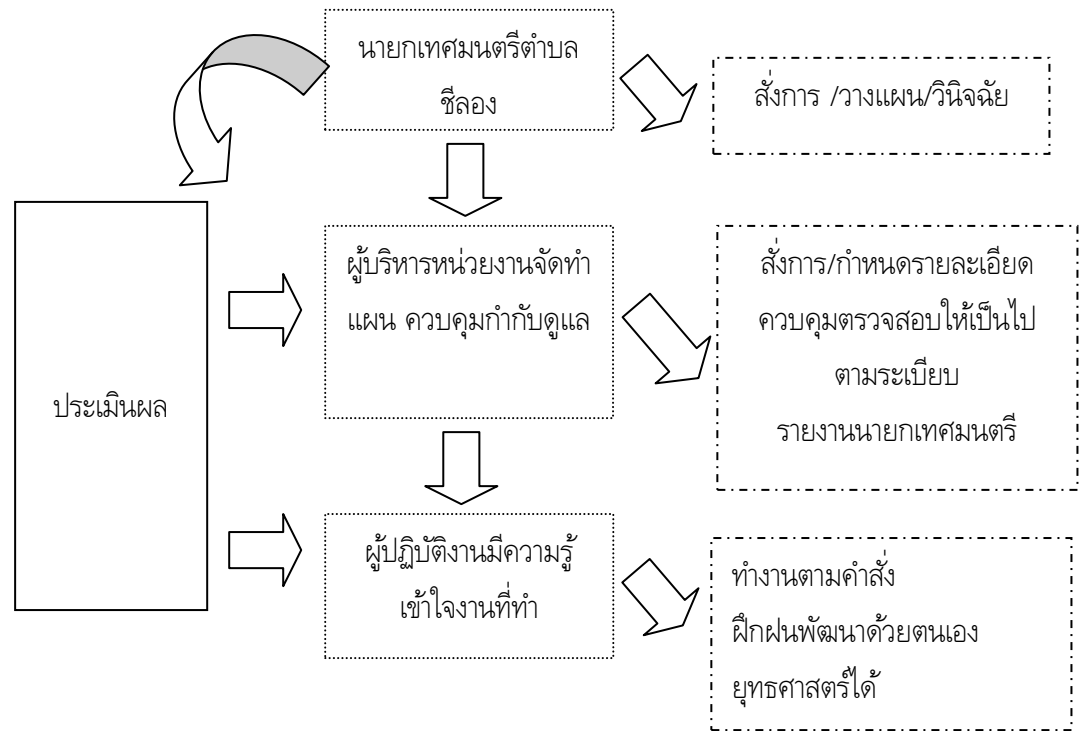 นายกเทศมนตรีตำบล
ชีลอง
สั่งการ /วางแผน/วินิจฉัย
ผู้บริหารหน่วยงานจัดทำ
แผน ควบคุมกำกับดูแล
สั่งการ/กำหนดรายละเอียด
ควบคุมตรวจสอบให้เป็นไป
ตามระเบียบ
รายงานนายกเทศมนตรี
ประเมินผล
ผู้ปฏิบัติงานมีความรู้
เข้าใจงานที่ทำ
ทำงานตามคำสั่ง
ฝึกฝนพัฒนาด้วยตนเอง
ยุทธศาสตร์ได้